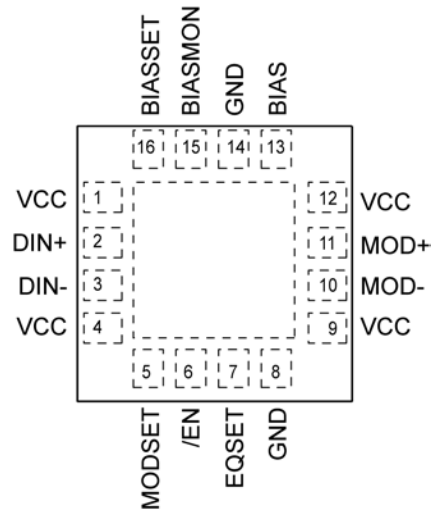 BIASSET
BIASMON
GND
BIAS
16 15 14 13
VCC 1
DIN+ 2
DIN- 3
VCC 4
12 VCC
11 MOD+
10 MOD-
9 VCC
5 6 7 8
MODSET
/EN
EQSET
GND